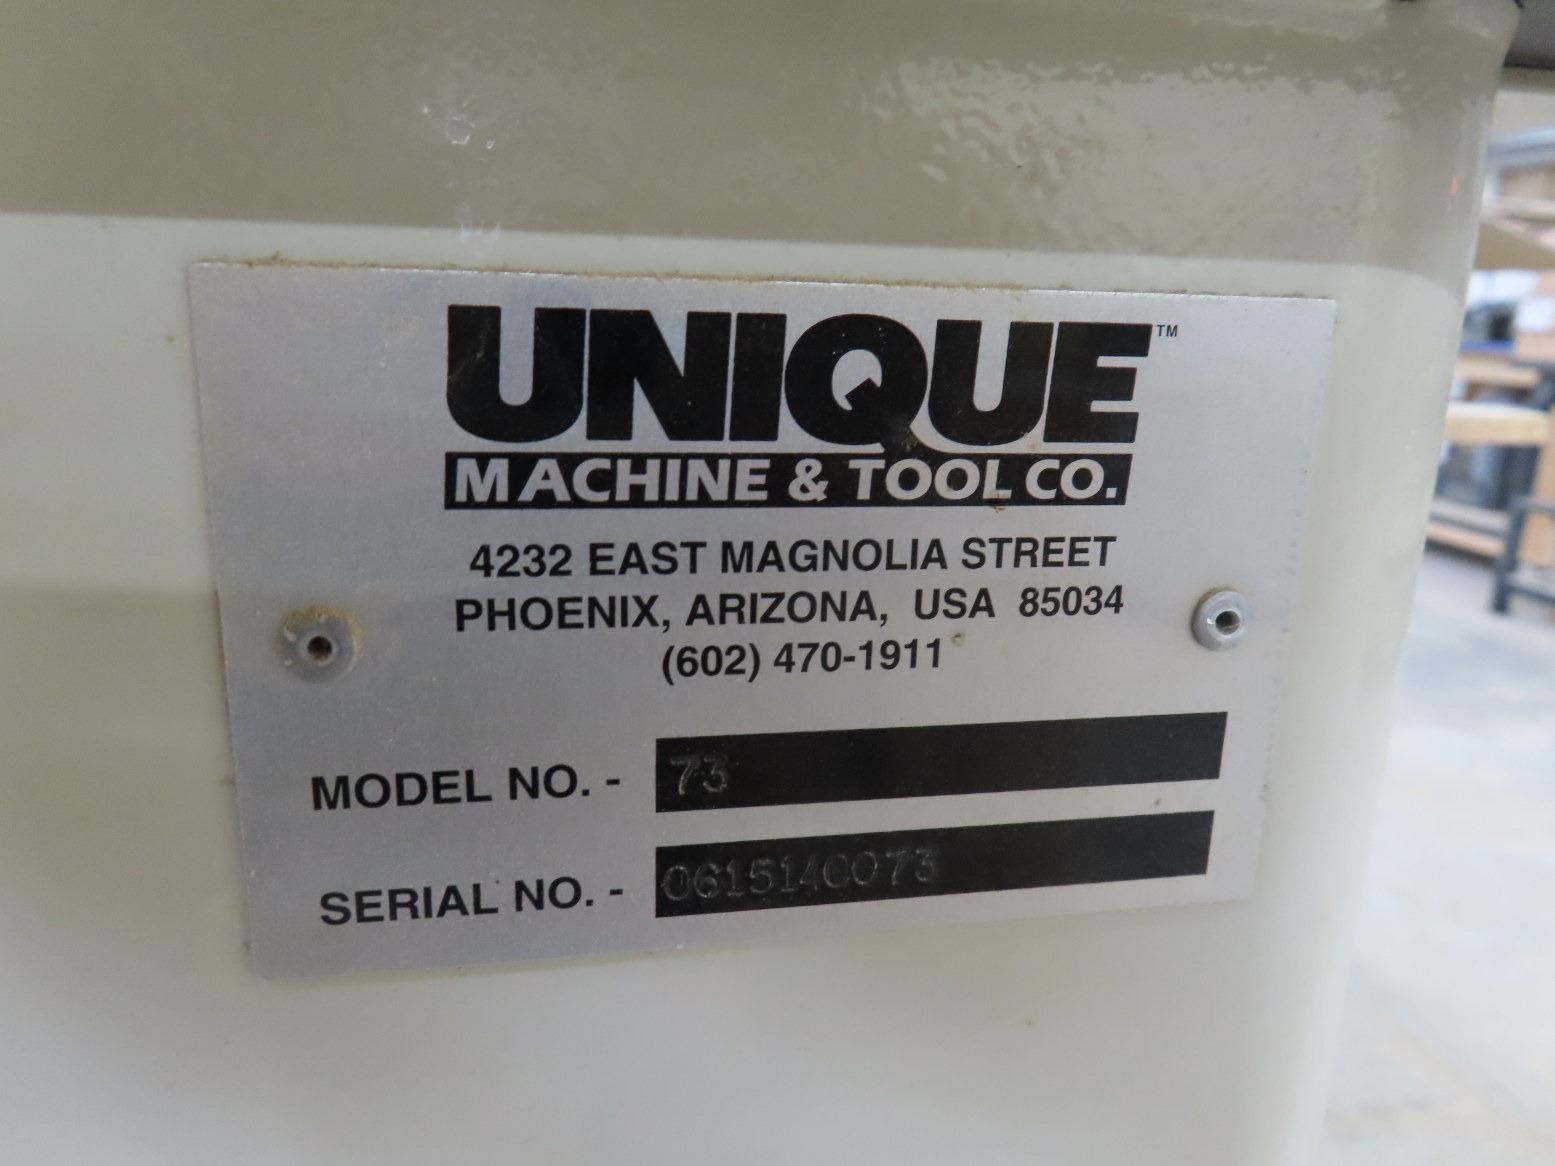 UNIQUE™
MACHINE & TOOL CO.
4232 EAST MAGNOLIA STREET
PHOENIX, ARIZONA, USA 85034
(602) 470-1911
MODEL NO. - 73
SERIAL NO. - 0615140073